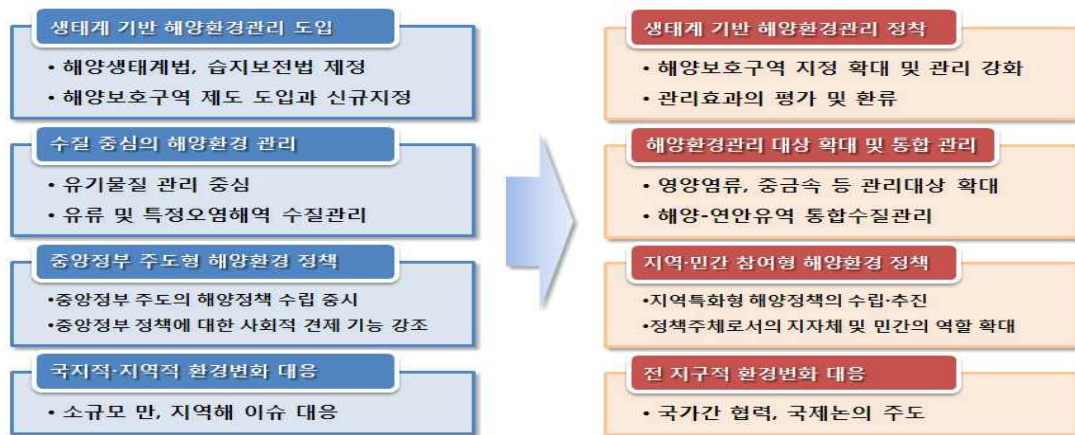 생태계 기반 해양환경관리 도입
• 해양생태계법, 습지보전법 제정
• 해양보호구역 제도 도입과 신규지정
수질 중심의 해양환경 관리
• 유기물질 관리 중심
• 유류 및 특정오염해역 수질관리
중앙정부 주도형 해양환경 정책
•중앙정부 주도의 해양정책 수립 중시
•중앙정부 정책에 대한 사회적 견제 기능 강조
국지적·지역적 환경변화 대응
• 소규모 만, 지역해 이슈 대응
생태계 기반 해양환경관리 정착
• 해양보호구역 지정 확대 및 관리 강화
• 관리효과의 평가 및 환류
해양환경관리 대상 확대 및 통합 관리
• 영양염류, 중금속 등 관리대상 확대
• 해양-연안유역 통합수질관리
지역·민간 참여형 해양환경 정책
•지역특화형 해양정책의 수립·추진
•정책주체로서의 지자체 및 민간의 역할 확대
전 지구적 환경변화 대응
• 국가간 협력, 국제논의 주도